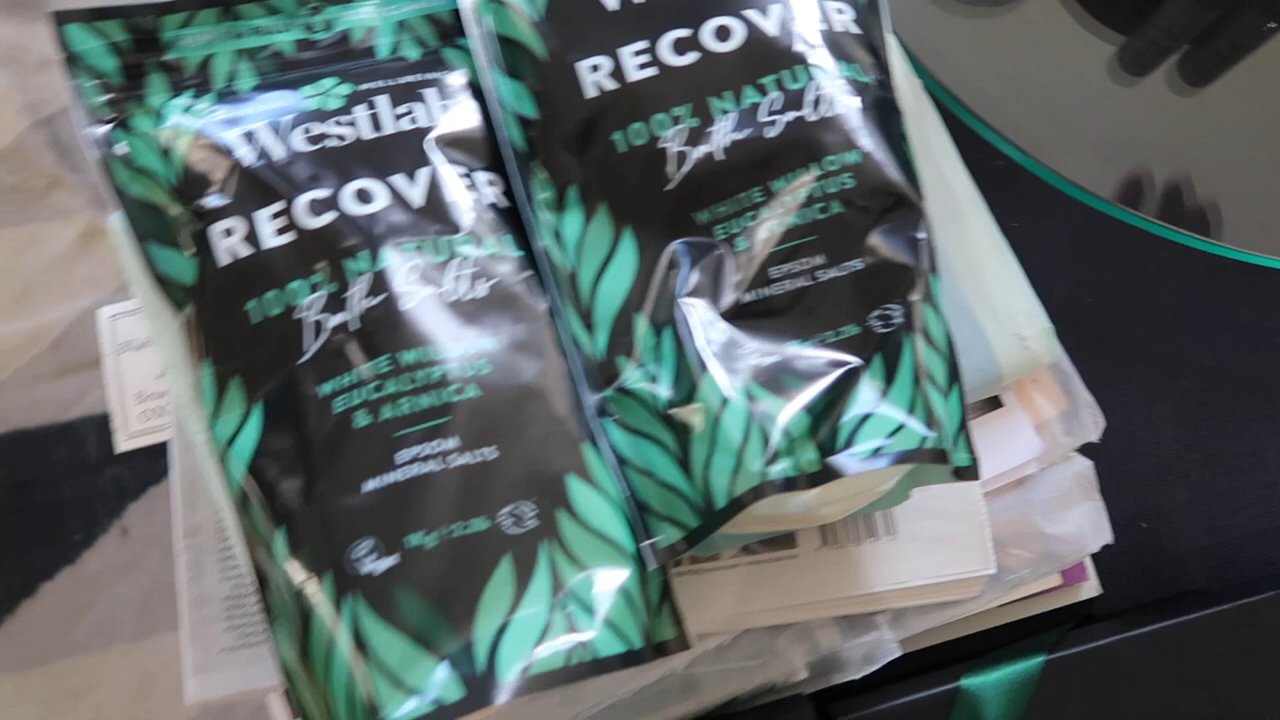 Westlab
RECOVER
100% NATURAL
Bath Salts
WHITE WILLOW
EUCALYPTUS
& ARNICA
EPSOM
MINERAL SALTS
RECOVER
100% NATURAL
Bath Salts
WHITE WILLOW
EUCALYPTUS
& ARNICA
EPSOM
MINERAL SALTS